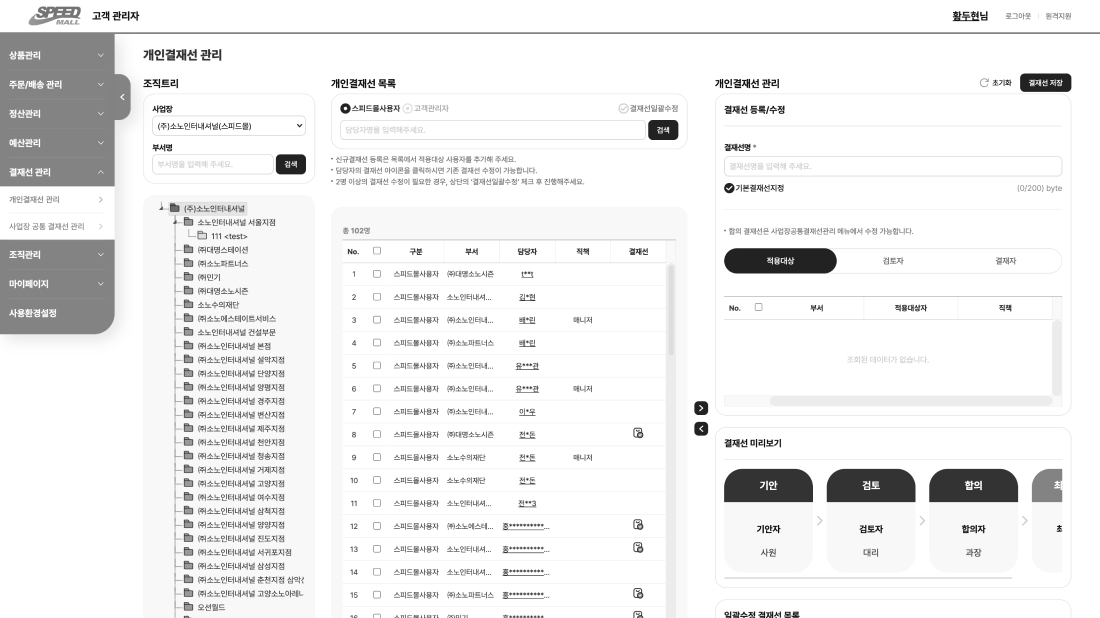 SPEED MALL 고객 관리자 황두현님 로그아웃 원격지원
상품관리
주문/배송 관리
정산관리
예산관리
결재선 관리
개인결재선 관리
사업장 공통 결재선 관리
조직관리
마이페이지
사용환경설정
개인결재선 관리
조직트리
사업장
(주)소노인터내셔널(스피드몰)
부서명
부서명을 입력해 주세요. 검색
(주)소노인터내셔널
소노인터내셔널 서울지점
111 <test>
㈜대명스테이션
㈜소노파트너스
㈜민기
㈜대명소노시즌
소노수의재단
㈜소노에스테이트서비스
소노인터내셔널 건설부문
㈜소노인터내셔널 본점
㈜소노인터내셔널 설악지점
㈜소노인터내셔널 단양지점
㈜소노인터내셔널 양평지점
㈜소노인터내셔널 경주지점
㈜소노인터내셔널 변산지점
㈜소노인터내셔널 제주지점
㈜소노인터내셔널 천안지점
㈜소노인터내셔널 청송지점
㈜소노인터내셔널 거제지점
㈜소노인터내셔널 고양지점
㈜소노인터내셔널 여수지점
㈜소노인터내셔널 삼척지점
㈜소노인터내셔널 양양지점
㈜소노인터내셔널 진도지점
㈜소노인터내셔널 서귀포지점
㈜소노인터내셔널 삼성지점
㈜소노인터내셔널 춘천지점 삼악산
㈜소노인터내셔널 고양소노아레나
오션월드
개인결재선 목록
스피드몰사용자 고객관리자 결재선일괄수정
담당자명을 입력해주세요. 검색
* 신규결재선 등록은 목록에서 적용대상 사용자를 추가해 주세요.
* 담당자의 결재선 아이콘을 클릭하시면 기존 결재선 수정이 가능합니다.
* 2명 이상의 결재선 수정이 필요한 경우, 상단의 '결재선일괄수정' 체크 후 진행해주세요.
총 102명
No. 구분 부서 담당자 직책 결재선
1 스피드몰사용자 ㈜대명소노시즌 t**t
2 스피드몰사용자 소노인터내셔... 김*현
3 스피드몰사용자 ㈜소노인터내... 배*린 매니저
4 스피드몰사용자 ㈜소노파트너스 배*린
5 스피드몰사용자 ㈜소노인터내... 유***관
6 스피드몰사용자 ㈜소노인터내... 유***관 매니저
7 스피드몰사용자 ㈜소노인터내... 이*우
8 스피드몰사용자 ㈜대명소노시즌 전*돈
9 스피드몰사용자 소노수의재단 전*돈 매니저
10 스피드몰사용자 소노수의재단 전*돈
11 스피드몰사용자 소노인터내셔... 전**3
12 스피드몰사용자 ㈜소노에스테... 홍**********...
13 스피드몰사용자 소노인터내셔... 홍**********...
14 스피드몰사용자 소노인터내셔... 홍**********...
15 스피드몰사용자 ㈜소노파트너스 홍**********...
16 스피드몰사용자 ㈜민기 홍**********...
개인결재선 관리 초기화 결재선 저장
결재선 등록/수정
결재선명 *
결재선명을 입력해 주세요.
기본결재선지정 (0/200) byte
* 합의 결재선은 사업장공통결재선관리 메뉴에서 수정 가능합니다.
적용대상 검토자 결재자
No. 부서 적용대상자 직책
조회된 데이터가 없습니다.
결재선 미리보기
기안 검토 합의 최
기안자 검토자 합의자 최
사원 대리 과장
일괄수정 결재선 목록